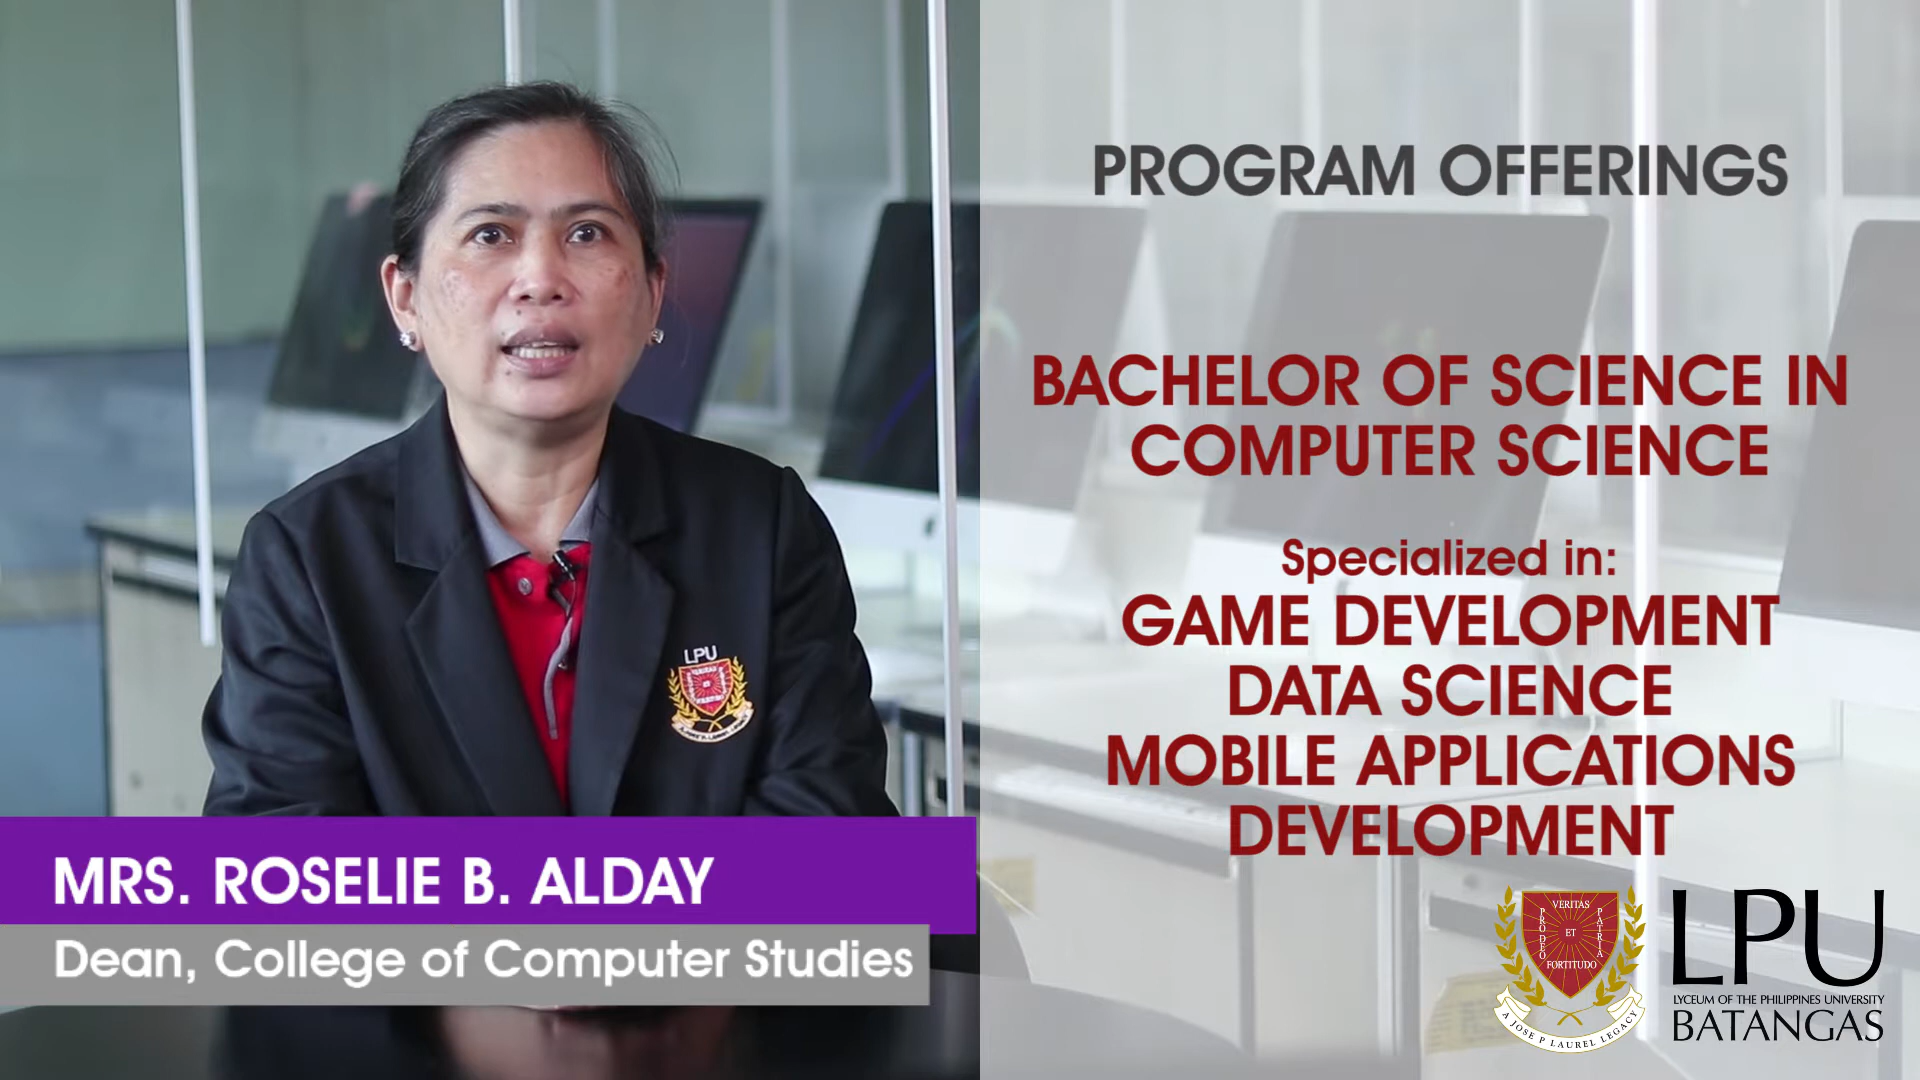 PROGRAM OFFERINGS
BACHELOR OF SCIENCE IN
COMPUTER SCIENCE
Specialized in:
GAME DEVELOPMENT
DATA SCIENCE
MOBILE APPLICATIONS
DEVELOPMENT
LPU
MRS. ROSELIE B. ALDAY
Dean, College of Computer Studies
VERITAS
PRO DEO
ET
PATRIA
FORTITUDO
A JOSE P LAUREL LEGACY
LPU
LYCEUM OF THE PHILIPPINES UNIVERSITY
BATANGAS